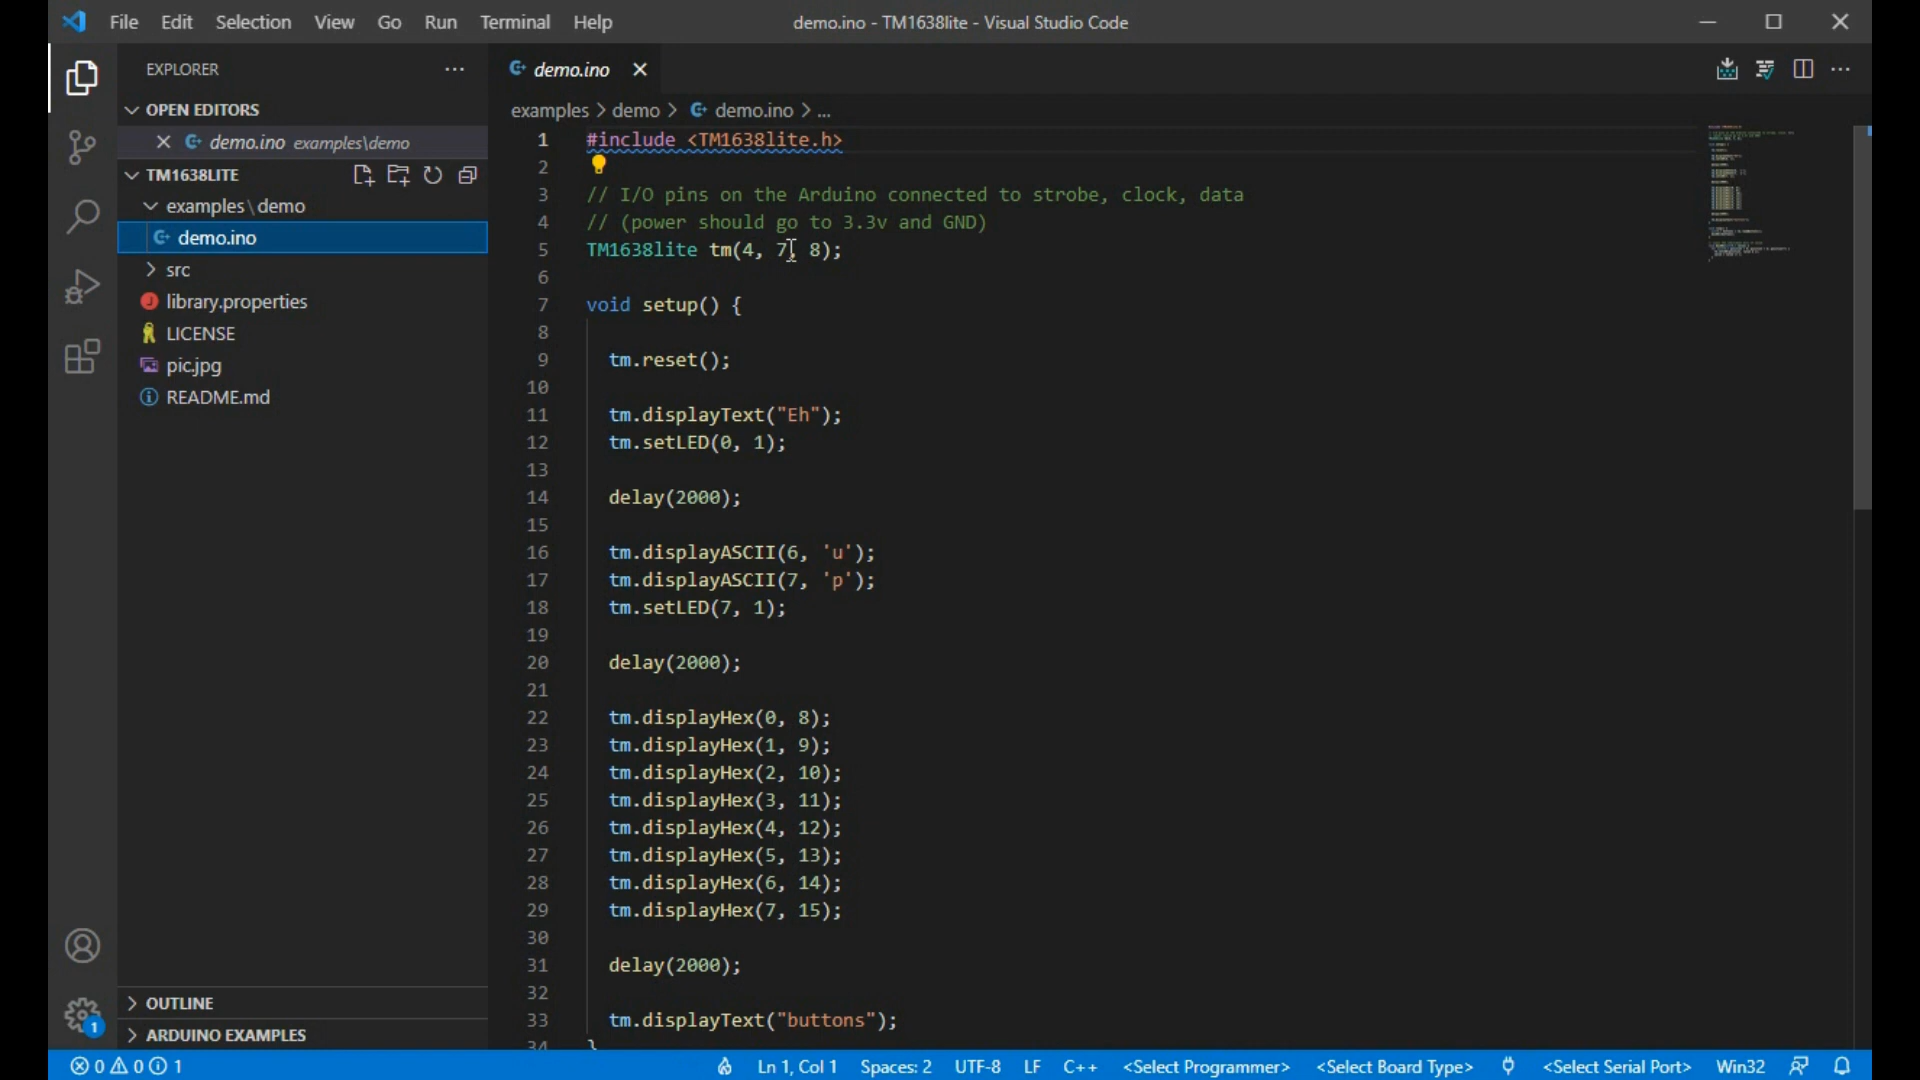 File Edit Selection View Go Run Terminal Help
demo.ino - TM1638lite - Visual Studio Code
EXPLORER
OPEN EDITORS
demo.ino examples\demo
TM1638LITE
examples\demo
demo.ino
src
library.properties
LICENSE
pic.jpg
README.md
OUTLINE
ARDUINO EXAMPLES
demo.ino
examples > demo > demo.ino > ...
1 #include <TM1638lite.h>
2
3 // I/O pins on the Arduino connected to strobe, clock, data
4 // (power should go to 3.3v and GND)
5 TM1638lite tm(4, 7, 8);
6
7 void setup() {
8
9 tm.reset();
10
11 tm.displayText("Eh");
12 tm.setLED(0, 1);
13
14 delay(2000);
15
16 tm.displayASCII(6, 'u');
17 tm.displayASCII(7, 'p');
18 tm.setLED(7, 1);
19
20 delay(2000);
21
22 tm.displayHex(0, 8);
23 tm.displayHex(1, 9);
24 tm.displayHex(2, 10);
25 tm.displayHex(3, 11);
26 tm.displayHex(4, 12);
27 tm.displayHex(5, 13);
28 tm.displayHex(6, 14);
29 tm.displayHex(7, 15);
30
31 delay(2000);
32
33 tm.displayText("buttons");
34 }
1
0 0 1
Ln 1, Col 1 Spaces: 2 UTF-8 LF C++ <Select Programmer> <Select Board Type> <Select Serial Port> Win32